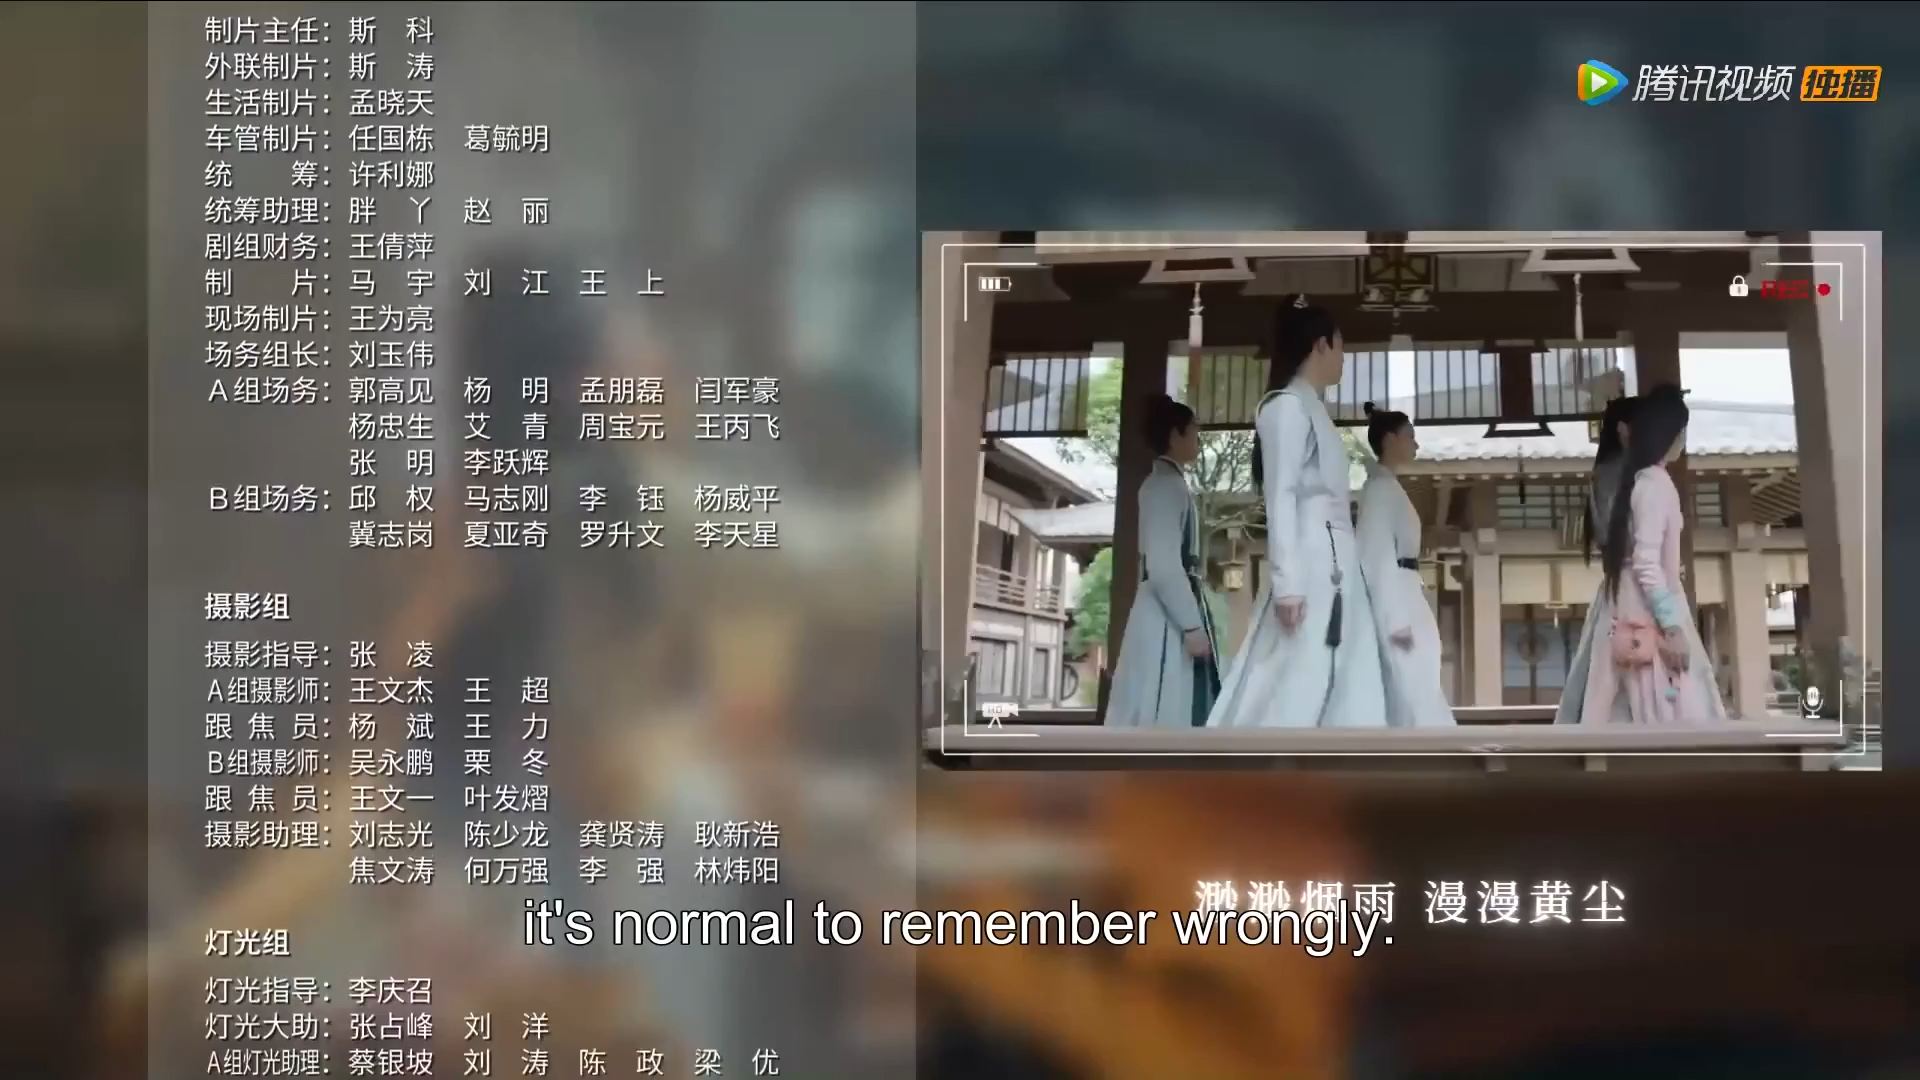 制片主任：斯 科
外联制片：斯 涛
生活制片：孟晓天
车管制片：任国栋 葛毓明
统 筹：许利娜
统筹助理：胖 丫 赵 丽
剧组财务：王倩萍
制 片：马 宇 刘 江 王 上
现场制片：王为亮
场务组长：刘玉伟
A组场务：郭高见 杨 明 孟朋磊 闫军豪
杨忠生 艾 青 周宝元 王丙飞
张 明 李跃辉
B组场务：邱 权 马志刚 李 钰 杨威平
冀志岗 夏亚奇 罗升文 李天星
摄影组
摄影指导：张 凌
A组摄影师：王文杰 王 超
跟 焦 员：杨 斌 王 力
B组摄影师：吴永鹏 栗 冬
跟 焦 员：王文一 叶发熠
摄影助理：刘志光 陈少龙 龚贤涛 耿新浩
焦文涛 何万强 李 强 林炜阳
灯光组
灯光指导：李庆召
灯光大助：张占峰 刘 洋
A组灯光助理：蔡银坡 刘 涛 陈 政 梁 优
腾讯视频 独播
REC
HD
渺渺烟雨 漫漫黄尘
it's normal to remember wrongly.